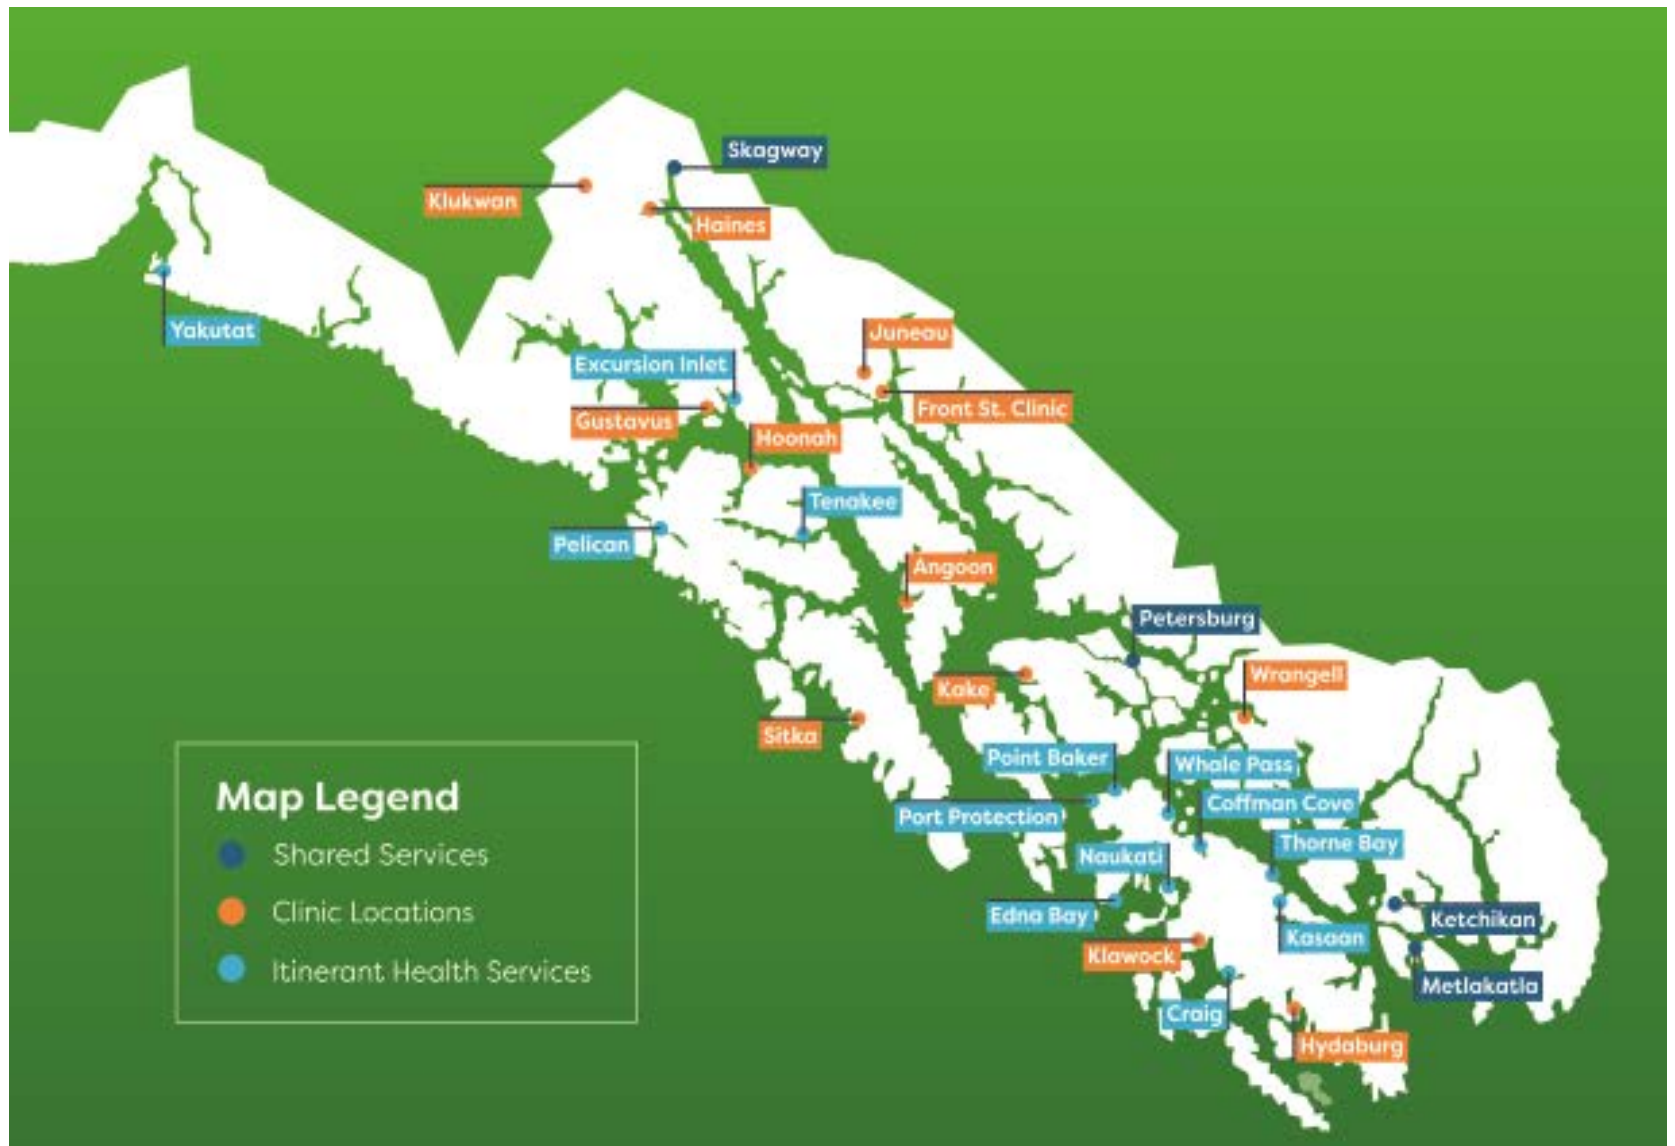 Skagway
Klukwan
Haines
Yakutat
Juneau
Excursion Inlet
Front St. Clinic
Gustavus
Hoonah
Tenakee
Pelican
Angoon
Petersburg
Wrangell
Kake
Sitka
Point Baker
Whale Pass
Coffman Cove
Port Protection
Thorne Bay
Naukati
Edna Bay
Ketchikan
Kasaan
Klawock
Metlakatla
Craig
Hydaburg
Map Legend
Shared Services
Clinic Locations
Itinerant Health Services